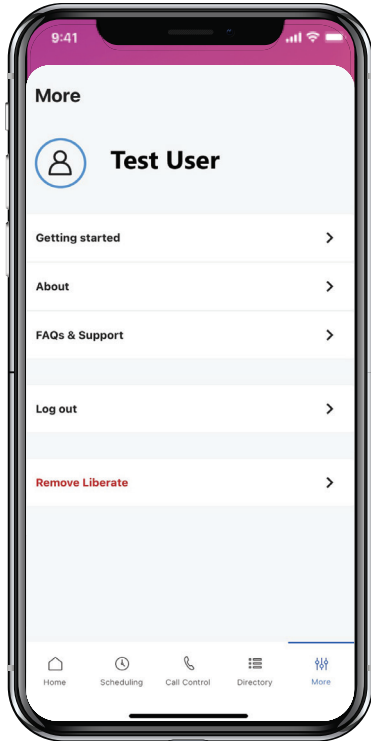 9:41
More
Test User
Getting started
About
FAQs & Support
Log out
Remove Liberate
Home Scheduling Call Control Directory More